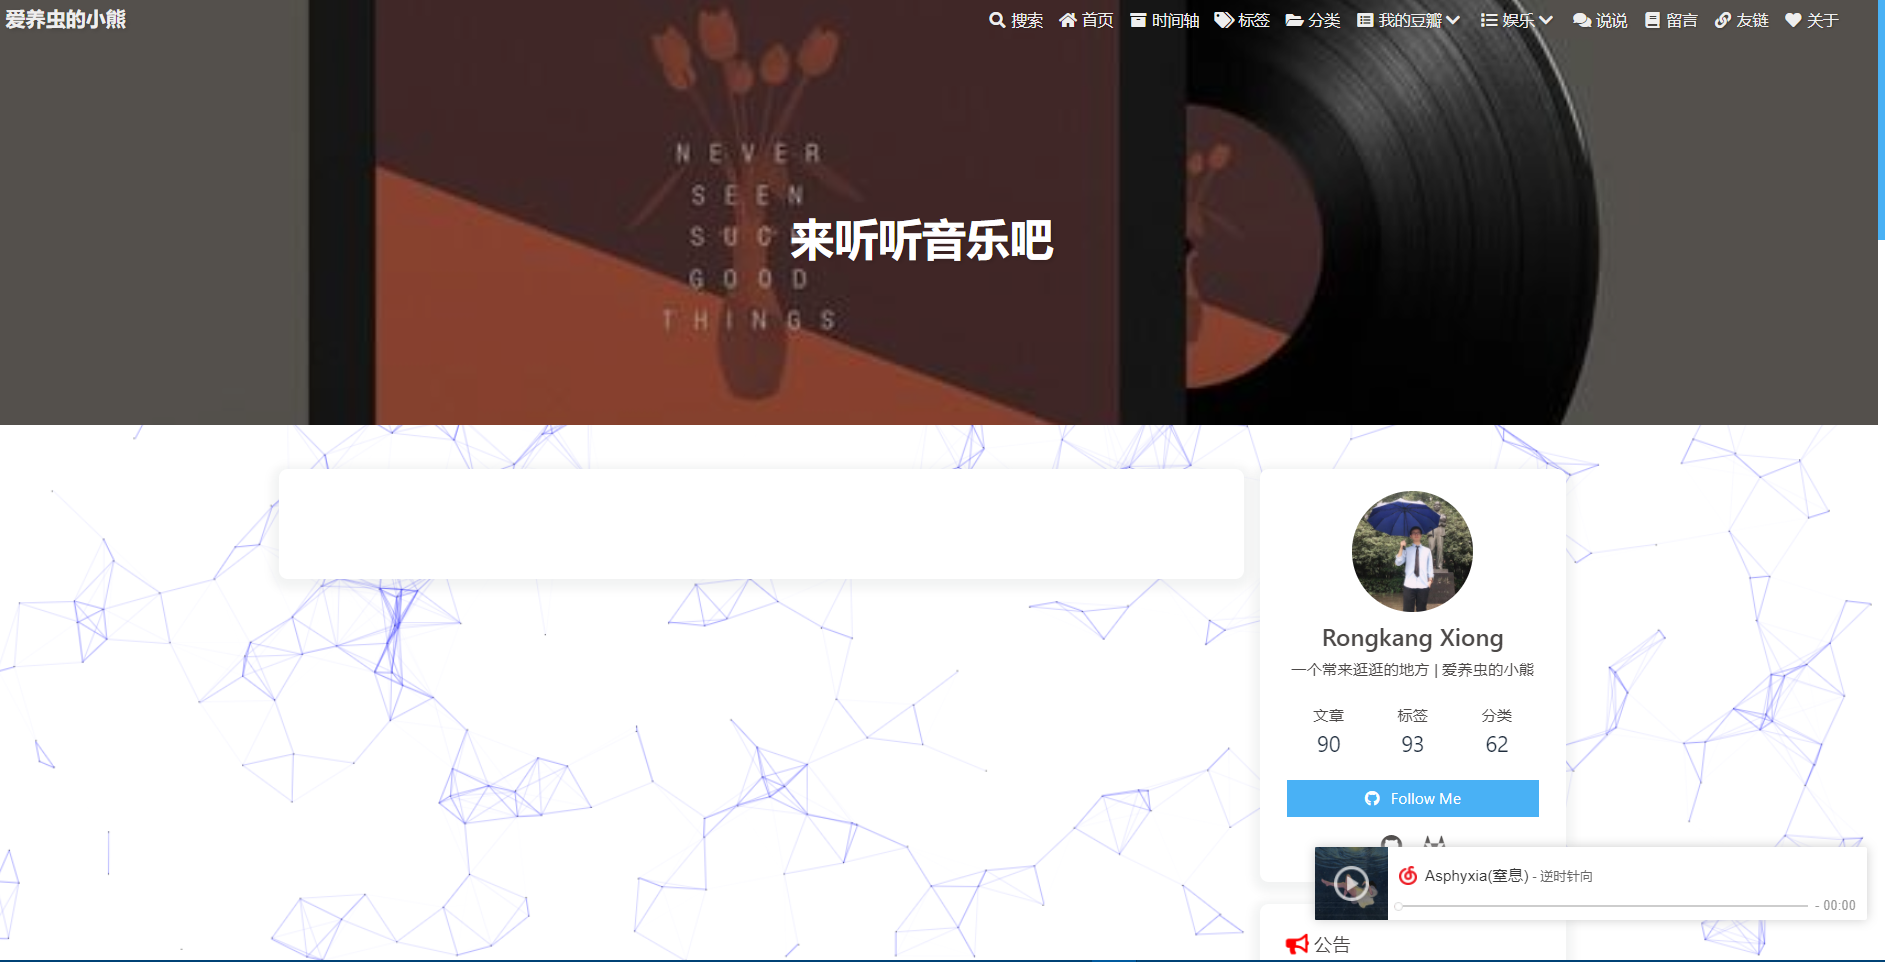 爱养虫的小熊
搜索 首页 时间轴 标签 分类 我的豆瓣 娱乐 说说 留言 友链 关于
NEVER
SEEN
SUC
GOOD
THINGS
来听听音乐吧
Rongkang Xiong
一个常来逛逛的地方 | 爱养虫的小熊
文章 标签 分类
90 93 62
Follow Me
Asphyxia(窒息) - 逆时针向
- 00:00
公告